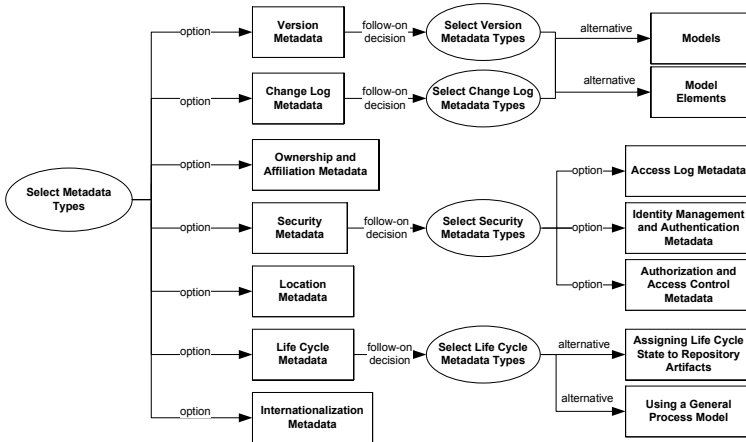 option
Version
Metadata
follow-on
decision
Select Version
Metadata Types
alternative
Models
option
Change Log
Metadata
follow-on
decision
Select Change Log
Metadata Types
alternative
Model
Elements
Select Metadata
Types
option
Ownership and
Affiliation Metadata
option
Security
Metadata
follow-on
decision
Select Security
Metadata Types
option
Access Log Metadata
option
Identity Management
and Authentication
Metadata
option
Authorization and
Access Control
Metadata
option
Location
Metadata
option
Life Cycle
Metadata
follow-on
decision
Select Life Cycle
Metadata Types
alternative
Assigning Life Cycle
State to Repository
Artifacts
alternative
Using a General
Process Model
option
Internationalization
Metadata